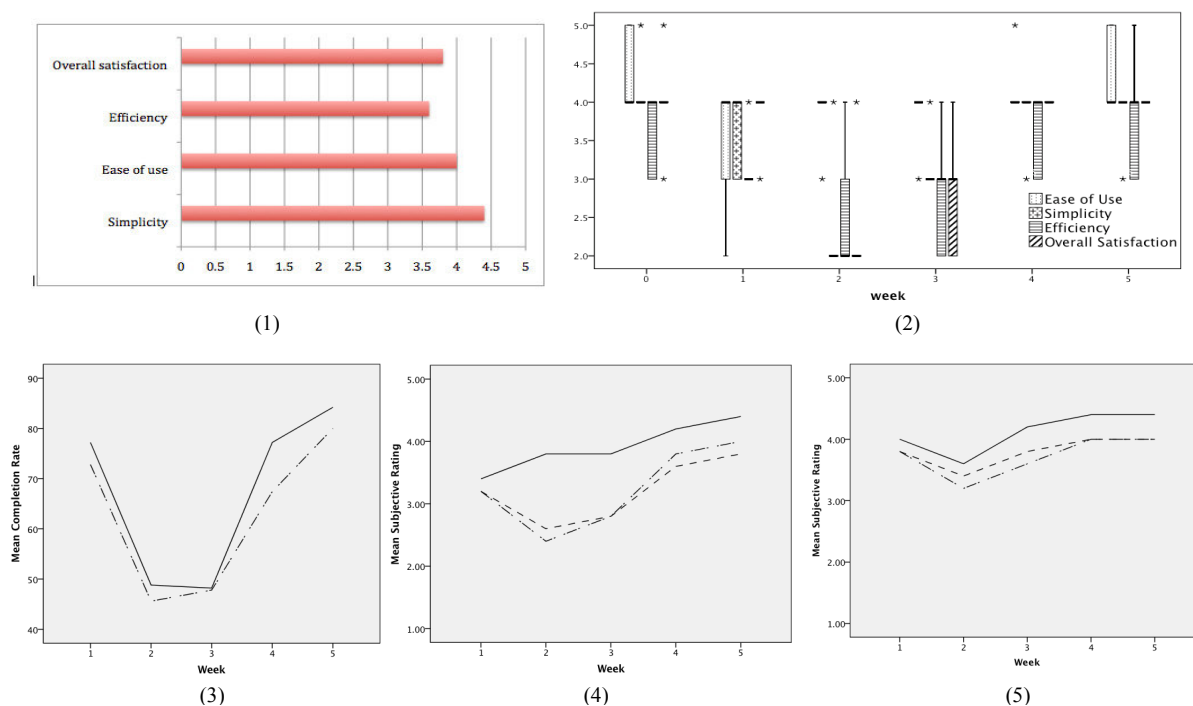 Overall satisfaction
Efficiency
Ease of use
Simplicity
0 0.5 1 1.5 2 2.5 3 3.5 4 4.5 5
(1)
5.0
4.5
4.0
3.5
3.0
2.5
2.0
Ease of Use
Simplicity
Efficiency
Overall Satisfaction
0 1 2 3 4 5
week
(2)
Mean Completion Rate
90
80
70
60
50
40
1 2 3 4 5
Week
(3)
Mean Subjective Rating
5.00
4.00
3.00
2.00
1.00
1 2 3 4 5
Week
(4)
Mean Subjective Rating
5.00
4.00
3.00
2.00
1.00
1 2 3 4 5
Week
(5)